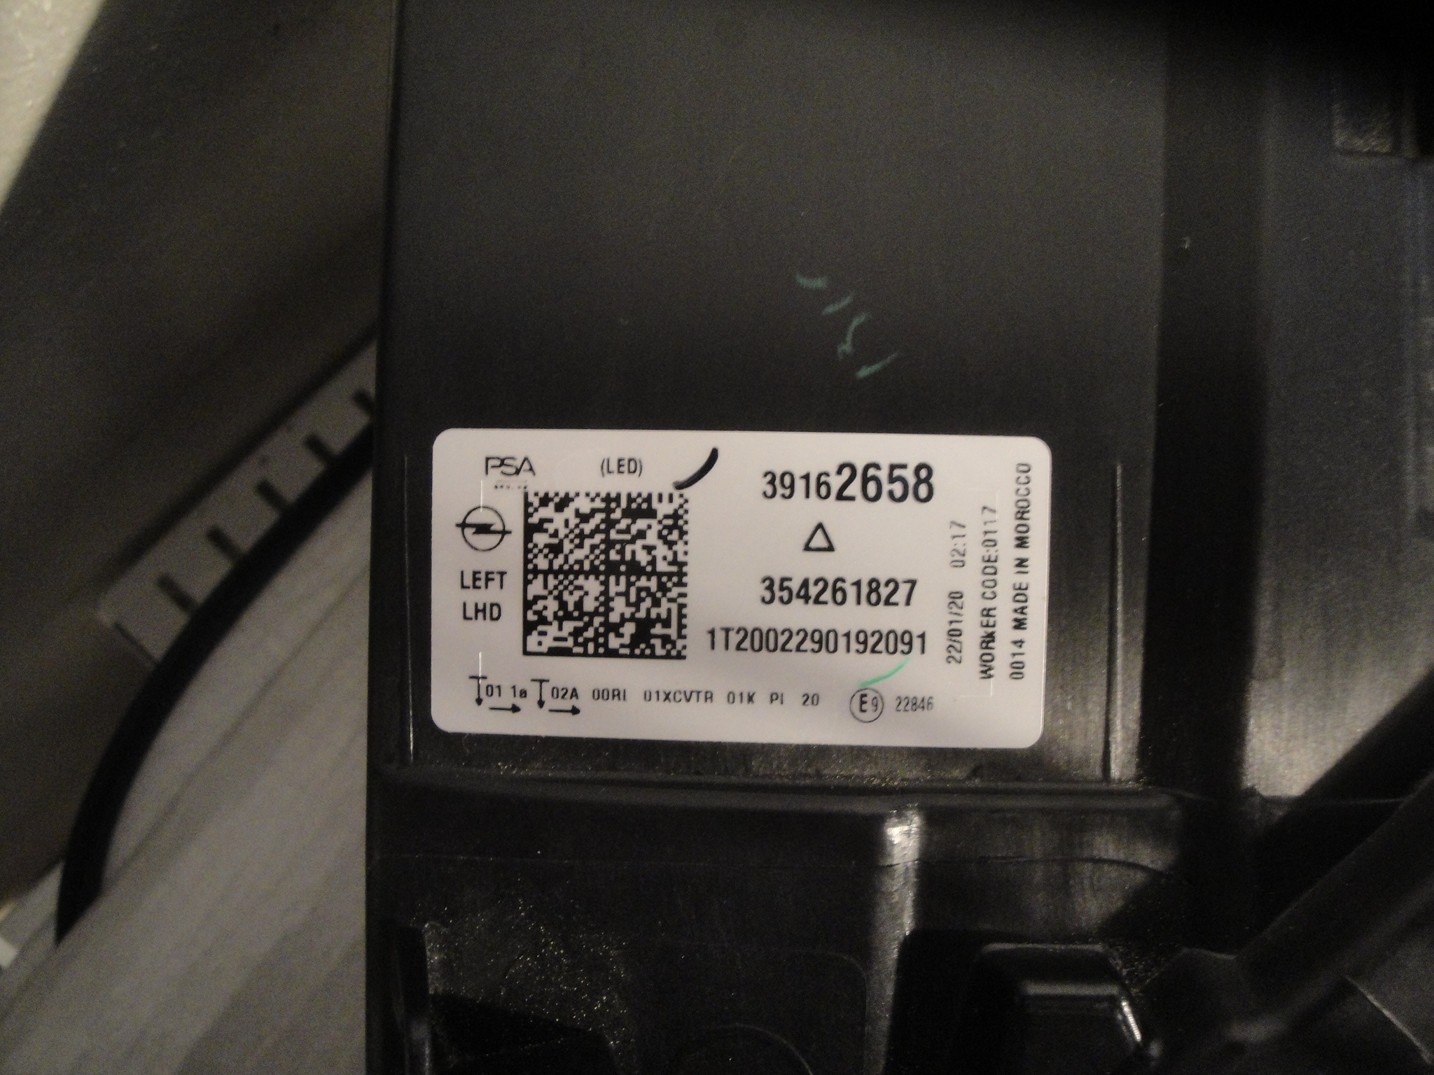 PSA
(LED)
39162658
LEFT
LHD
354261827
1T2002290192091
01 1a 02A 00RI 01XCVTR 01K PI 20
E9 22846
22/01/20 02:17
WORKER CODE:0117
0014 MADE IN MOROCCO